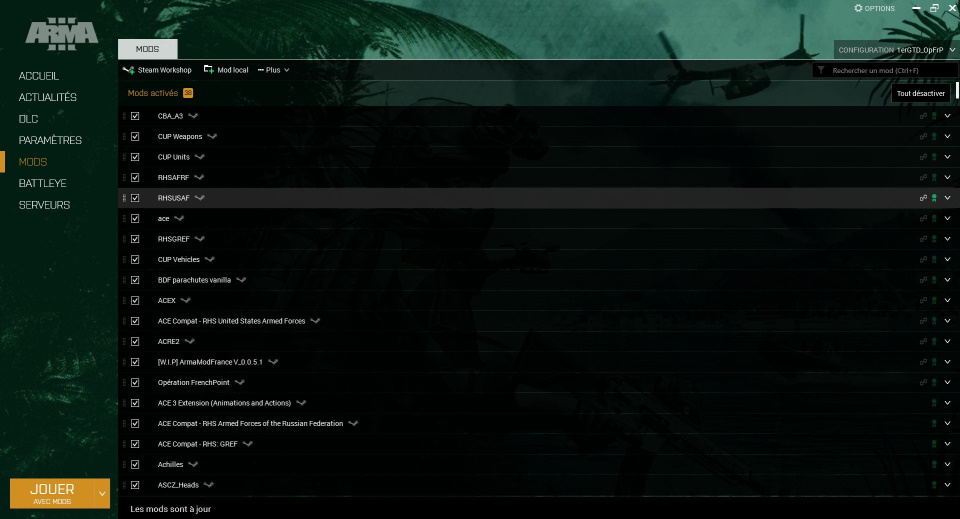 OPTIONS
ARMA III
MODS
CONFIGURATION 1erGTD_OpFrP
ACCUEIL
ACTUALITÉS
DLC
PARAMÈTRES
MODS
BATTLEYE
SERVEURS
JOUER
AVEC MODS
Steam Workshop Mod local Plus
Rechercher un mod (Ctrl+F)
Mods activés 38
Tout désactiver
CBA_A3
CUP Weapons
CUP Units
RHSAFRF
RHSUSAF
ace
RHSGREF
CUP Vehicles
BDF parachutes vanilla
ACEX
ACE Compat - RHS United States Armed Forces
ACRE2
[W.I.P] ArmaModFrance V_0.0.5.1
Opération FrenchPoint
ACE 3 Extension (Animations and Actions)
ACE Compat - RHS Armed Forces of the Russian Federation
ACE Compat - RHS: GREF
Achilles
ASCZ_Heads
Les mods sont à jour